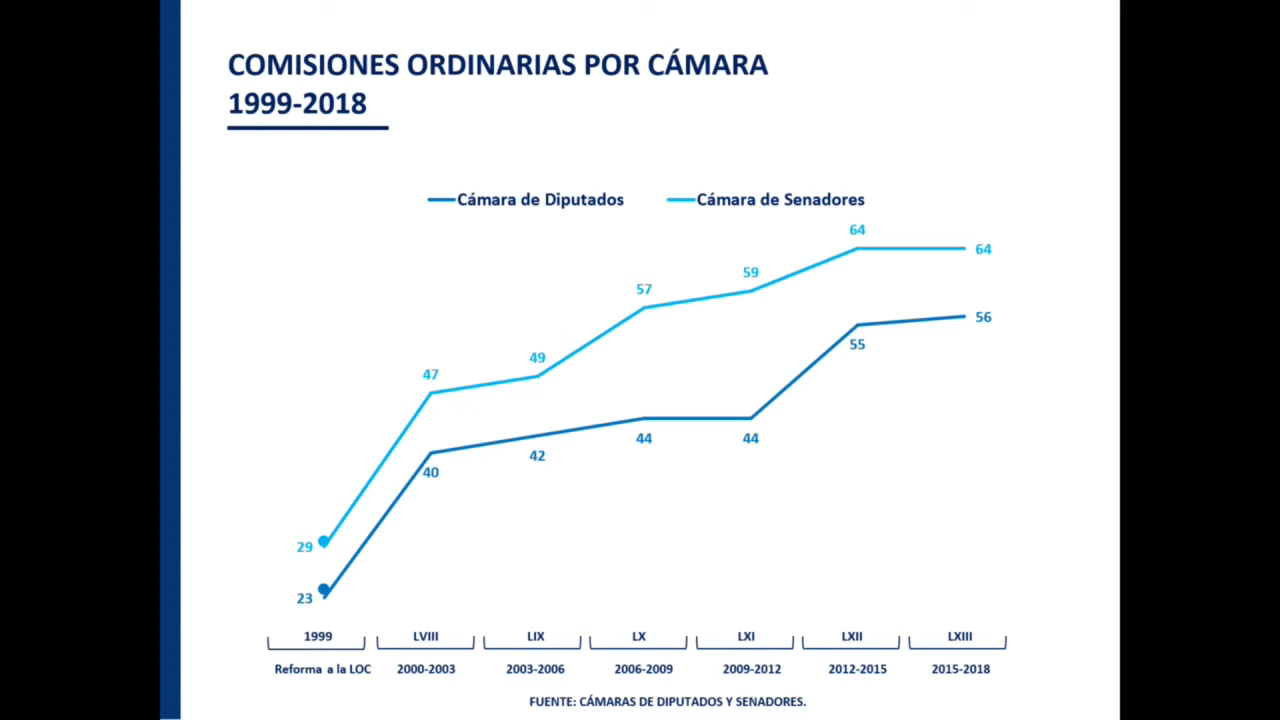 COMISIONES ORDINARIAS POR CÁMARA
1999-2018
Cámara de Diputados Cámara de Senadores
64
64
59
57
56
55
49
47
44 44
42
40
29
23
1999 LVIII LIX LX LXI LXII LXIII
Reforma a la LOC 2000-2003 2003-2006 2006-2009 2009-2012 2012-2015 2015-2018
FUENTE: CÁMARAS DE DIPUTADOS Y SENADORES.